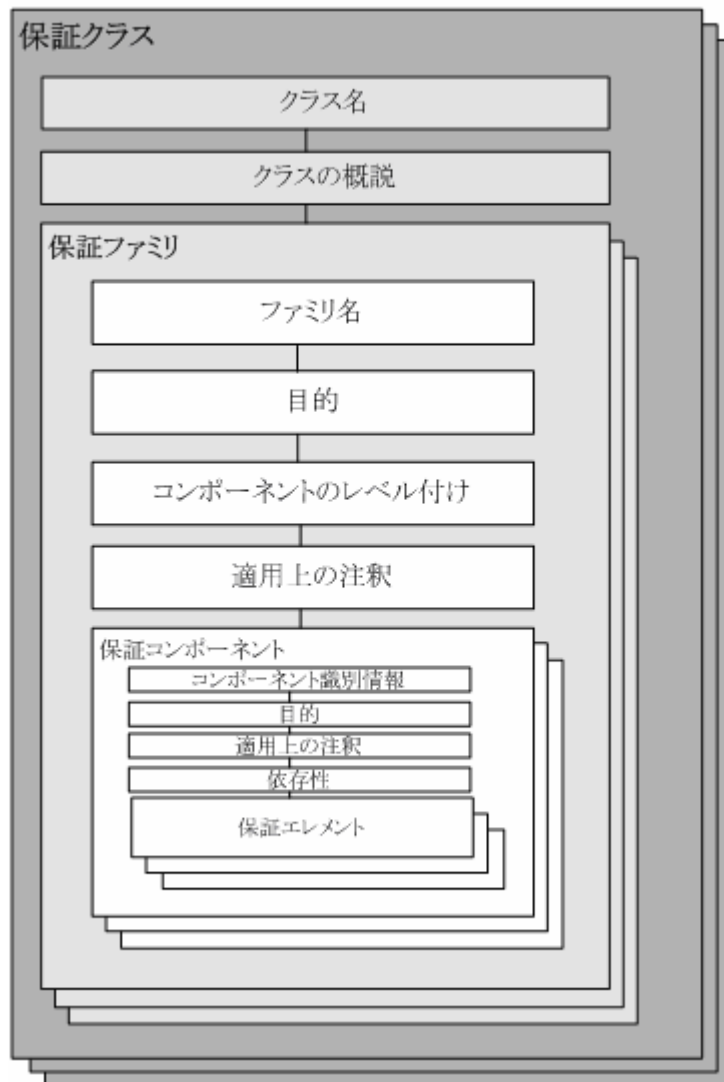 保証クラス
クラス名
クラスの概説
保証ファミリ
ファミリ名
目的
コンポーネントのレベル付け
適用上の注釈
保証コンポーネント
コンポーネント識別情報
目的
適用上の注釈
依存性
保証エレメント